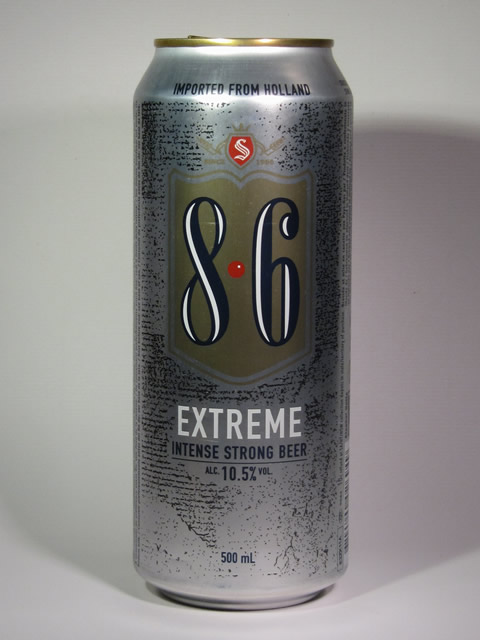 IMPORTED FROM HOLLAND
S
8·6
EXTREME
INTENSE STRONG BEER
ALC. 10.5% VOL.
500 mL